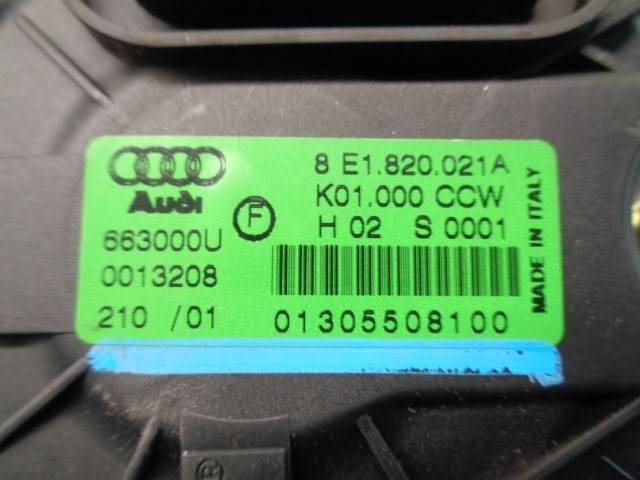 Audi
8 E1.820.021A
K01.000 CCW
F
H 02 S 0001
663000U
0013208
210 /01
01305508100
MADE IN ITALY
®